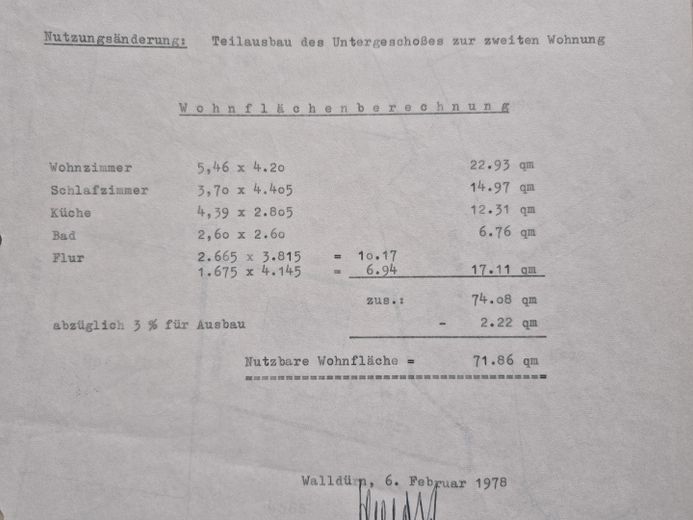 Nutzungsänderung: Teilausbau des Untergeschoßes zur zweiten Wohnung
Wohnflächenberechnung
Wohnzimmer 5,46 x 4.20 22.93 qm
Schlafzimmer 3,70 x 4.405 14.97 qm
Küche 4,39 x 2.805 12.31 qm
Bad 2,60 x 2.60 6.76 qm
Flur 2.665 x 3.815 = 10.17
1.675 x 4.145 = 6.94 17.11 qm
zus.: 74.08 qm
abzüglich 3 % für Ausbau - 2.22 qm
Nutzbare Wohnfläche = 71.86 qm
Walldürn, 6. Februar 1978